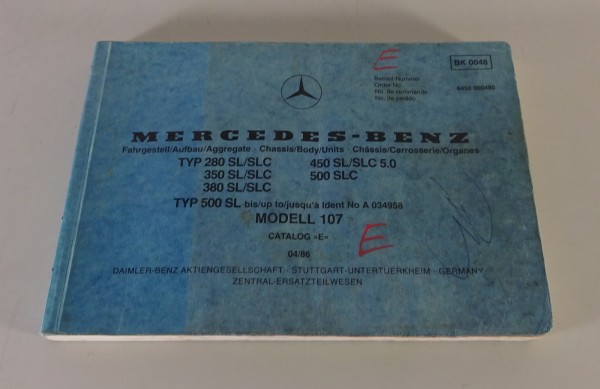 E
BK 0048
Bestell-Nummer
Order No.
No. de commande
No. de pedido
MERCEDES-BENZ
Fahrgestell/Aufbau/Aggregate · Chassis/Body/Units · Châssis/Carrosserie/Organes
TYP 280 SL/SLC 450 SL/SLC 5.0
350 SL/SLC 500 SLC
380 SL/SLC
TYP 500 SL bis/up to/jusqu'à Ident No A 034958
MODELL 107
CATALOG »E«
E
04/86
DAIMLER-BENZ AKTIENGESELLSCHAFT · STUTTGART-UNTERTUERKHEIM · GERMANY
ZENTRAL-ERSATZTEILWESEN